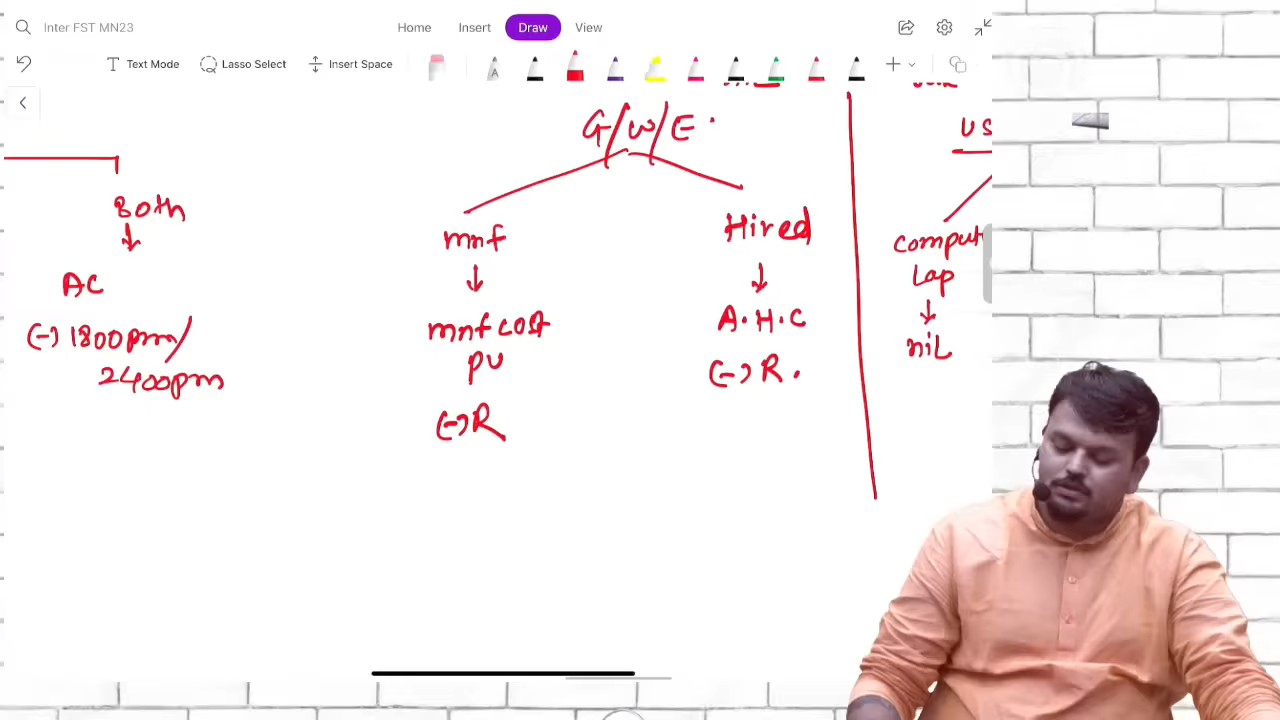 Inter FST MN23
Home Insert Draw View
Text Mode Lasso Select Insert Space
G/W/E
US
Both
mnf
Hired
Comput
Lap
AC
mnf cost
A.H.C
(-) 1800pm/
2400pm
PV
(-) R.
nil
(-) R